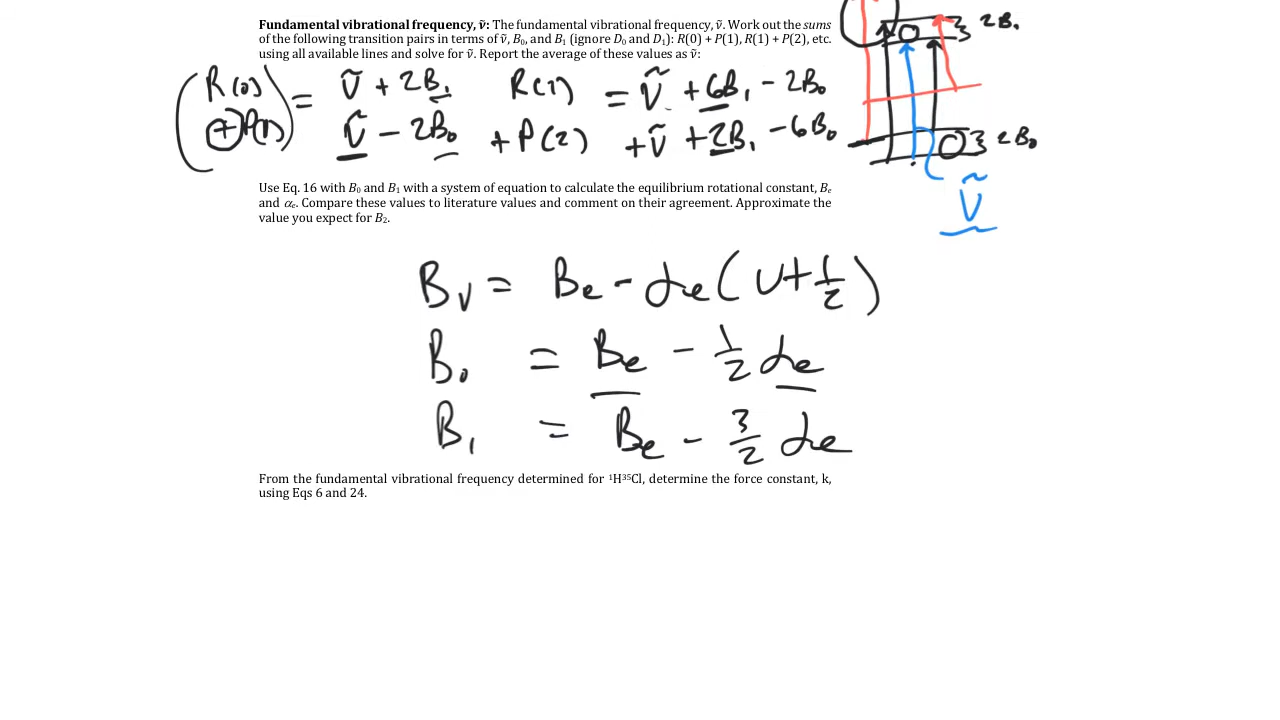 Fundamental vibrational frequency, ṽ: The fundamental vibrational frequency, ṽ. Work out the sums
of the following transition pairs in terms of ṽ, B₀, and B₁ (ignore D₀ and D₁): R(0) + P(1), R(1) + P(2), etc.
using all available lines and solve for ṽ. Report the average of these values as ṽ:
R(0) = ṽ + 2B₁
+ P(1) ṽ - 2B₀
R(1) = ṽ + 6B₁ - 2B₀
+ P(2) + ṽ + 2B₁ - 6B₀
} 2B₁
} 2B₀
ṽ
Use Eq. 16 with B₀ and B₁ with a system of equation to calculate the equilibrium rotational constant, Bₑ
and αₑ. Compare these values to literature values and comment on their agreement. Approximate the
value you expect for B₂.
Bᵥ = Bₑ - αₑ(v + 1/2)
B₀ = Bₑ - 1/2 αₑ
B₁ = Bₑ - 3/2 αₑ
From the fundamental vibrational frequency determined for ¹H³⁵Cl, determine the force constant, k,
using Eqs 6 and 24.